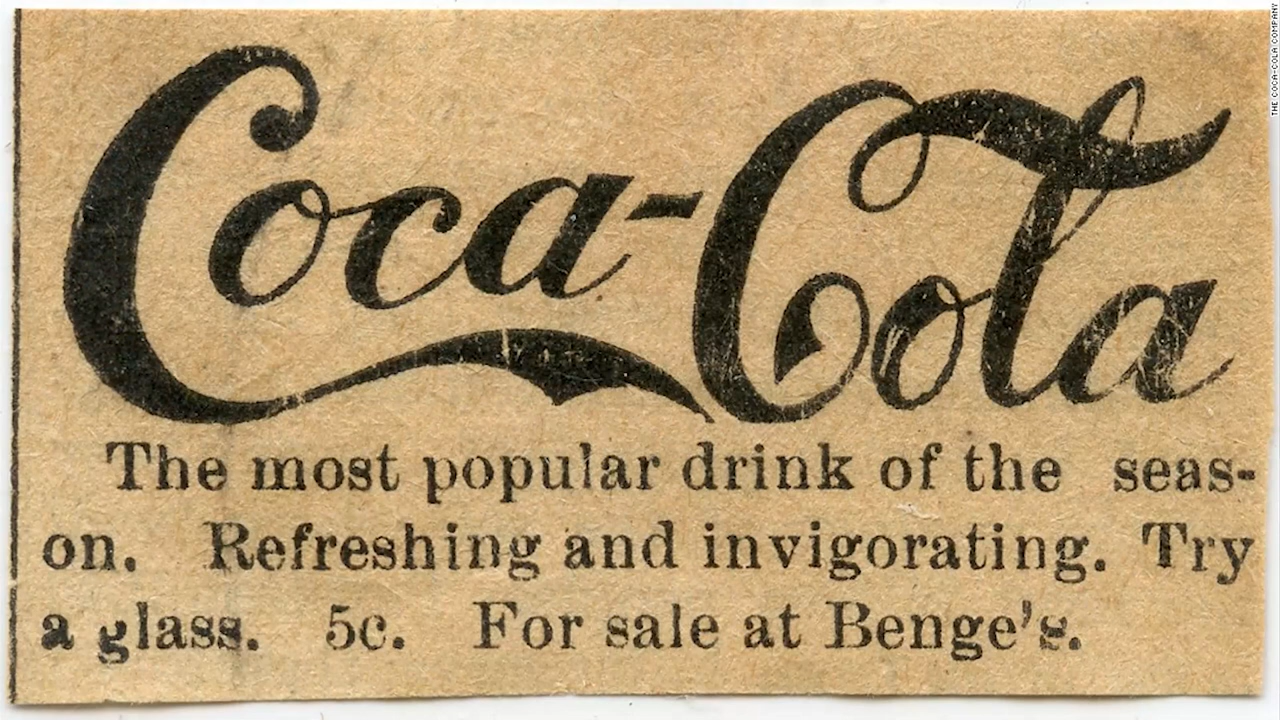 Coca-Cola
The most popular drink of the seas-
on. Refreshing and invigorating. Try
a glass. 5c. For sale at Benge's.
THE COCA-COLA COMPANY